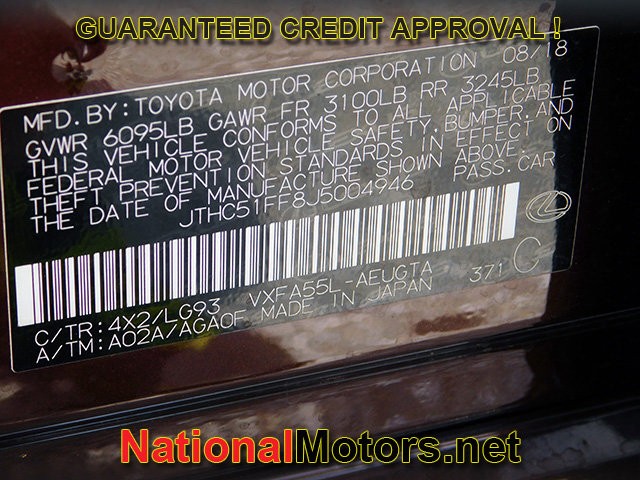 GUARANTEED CREDIT APPROVAL!
MFD. BY: TOYOTA MOTOR CORPORATION 08/18
GVWR 6095LB GAWR FR 3100LB RR 3245LB
THIS VEHICLE CONFORMS TO ALL APPLICABLE
FEDERAL MOTOR VEHICLE SAFETY, BUMPER, AND
THEFT PREVENTION STANDARDS IN EFFECT ON
THE DATE OF MANUFACTURE SHOWN ABOVE.
JTHC51FF8J5004946 PASS. CAR
C/TR: 4X2/LG93 VXFA55L-AEUGTA 371 G
A/TM: A02A/AGA0F MADE IN JAPAN
NationalMotors.net